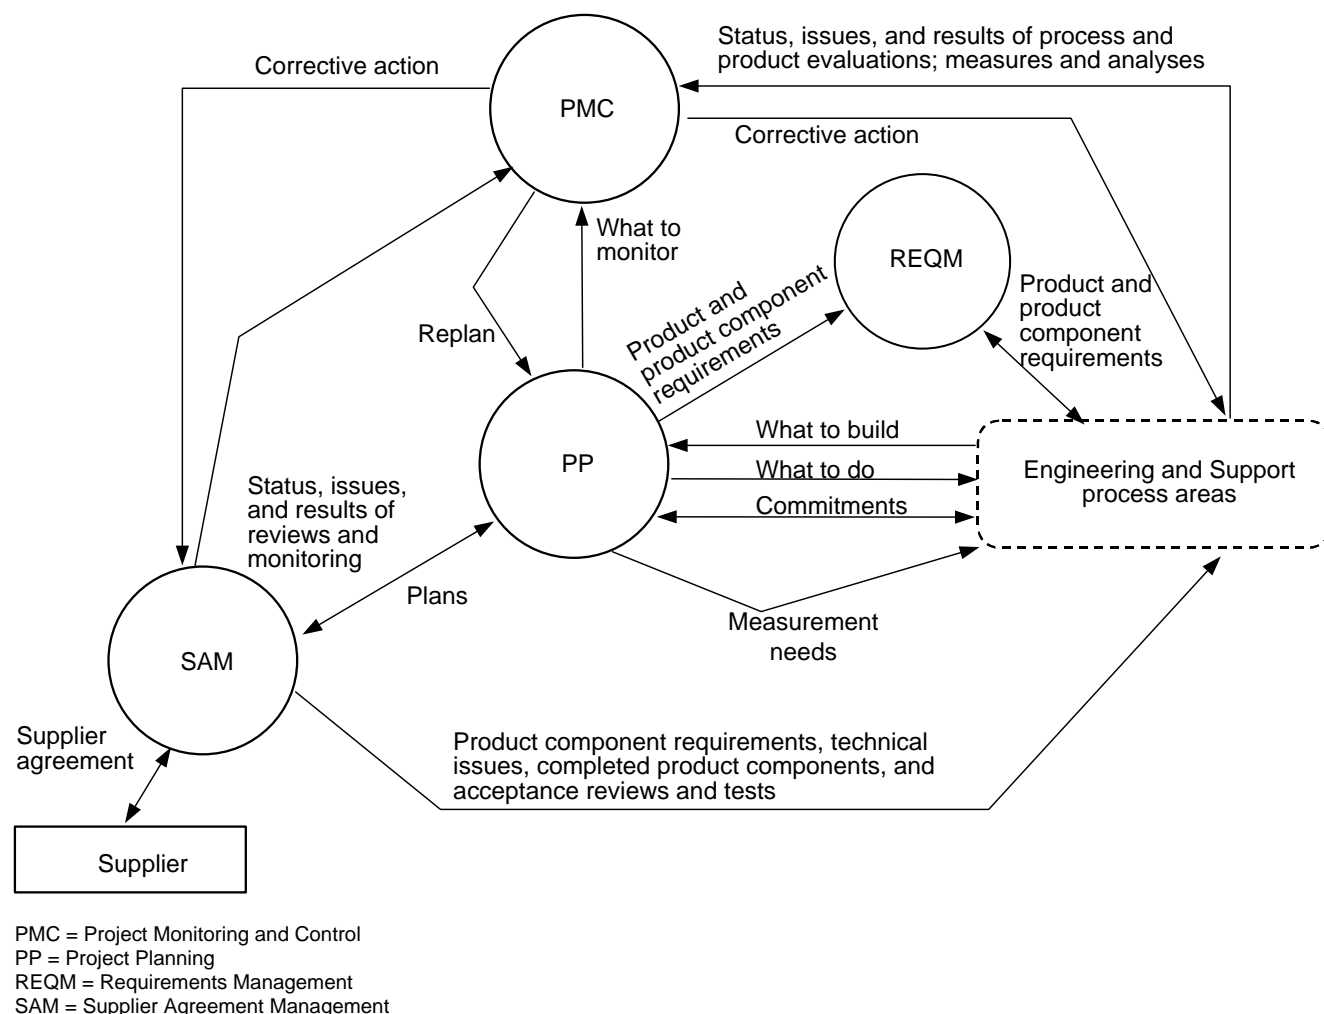 Status, issues, and results of process and
product evaluations; measures and analyses
Corrective action
PMC
Corrective action
What to
monitor
REQM
Product and
product component
requirements
Product and
product
component
requirements
Replan
What to build
PP
What to do
Engineering and Support
process areas
Commitments
Status, issues,
and results of
reviews and
monitoring
Plans
Measurement
needs
SAM
Supplier
agreement
Product component requirements, technical
issues, completed product components, and
acceptance reviews and tests
Supplier
PMC = Project Monitoring and Control
PP = Project Planning
REQM = Requirements Management
SAM = Supplier Agreement Management